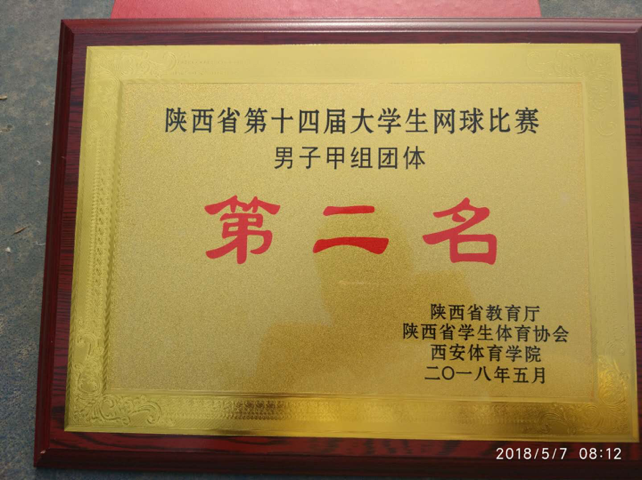 陕西省第十四届大学生网球比赛
男子甲组团体
第二名
陕西省教育厅
陕西省学生体育协会
西安体育学院
二〇一八年五月
2018/5/7 08:12